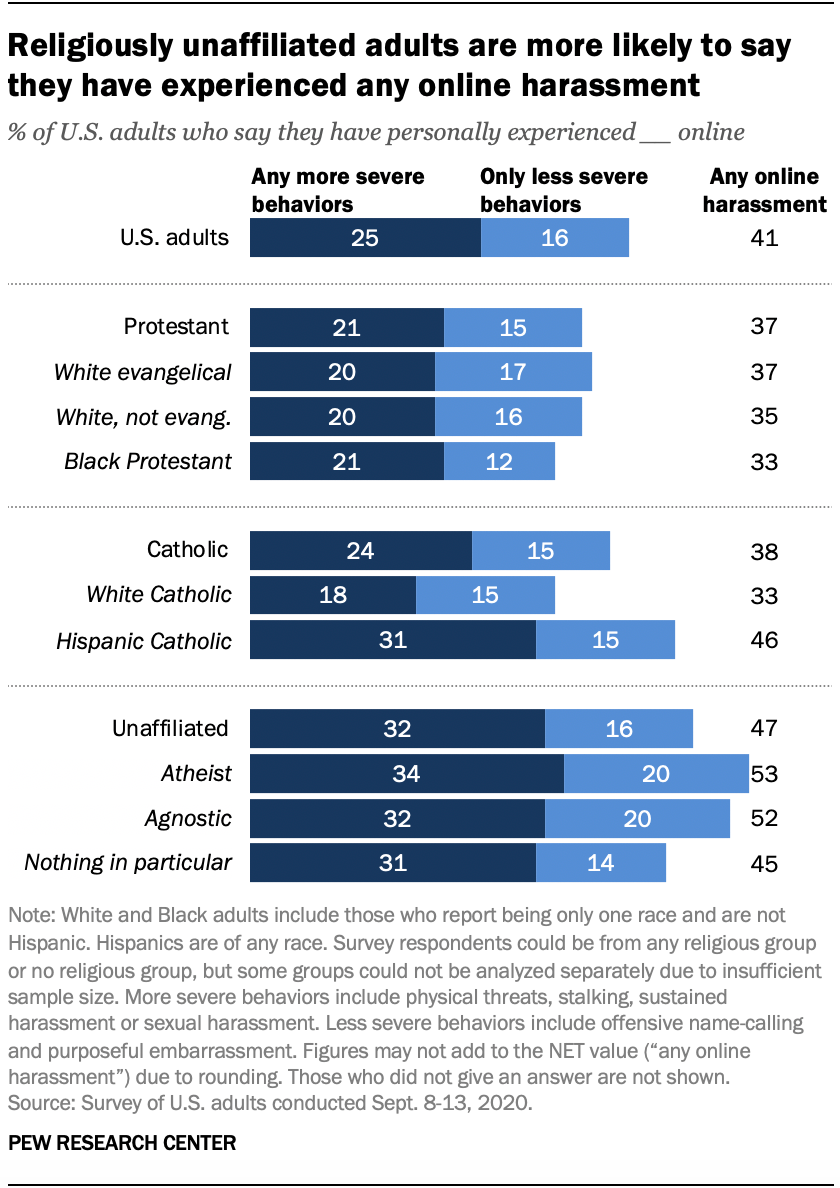 Religiously unaffiliated adults are more likely to say
they have experienced any online harassment
% of U.S. adults who say they have personally experienced __ online
Any more severe behaviors Only less severe behaviors Any online harassment
U.S. adults 25 16 41
Protestant 21 15 37
White evangelical 20 17 37
White, not evang. 20 16 35
Black Protestant 21 12 33
Catholic 24 15 38
White Catholic 18 15 33
Hispanic Catholic 31 15 46
Unaffiliated 32 16 47
Atheist 34 20 53
Agnostic 32 20 52
Nothing in particular 31 14 45
Note: White and Black adults include those who report being only one race and are not
Hispanic. Hispanics are of any race. Survey respondents could be from any religious group
or no religious group, but some groups could not be analyzed separately due to insufficient
sample size. More severe behaviors include physical threats, stalking, sustained
harassment or sexual harassment. Less severe behaviors include offensive name-calling
and purposeful embarrassment. Figures may not add to the NET value (“any online
harassment”) due to rounding. Those who did not give an answer are not shown.
Source: Survey of U.S. adults conducted Sept. 8-13, 2020.
PEW RESEARCH CENTER